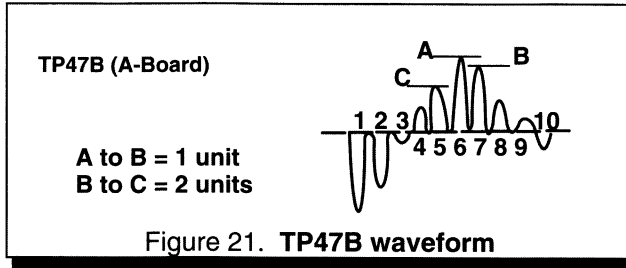 TP47B (A-Board)
A
B
C
1 2 3 10
4 5 6 7 8 9
A to B = 1 unit
B to C = 2 units
Figure 21. TP47B waveform